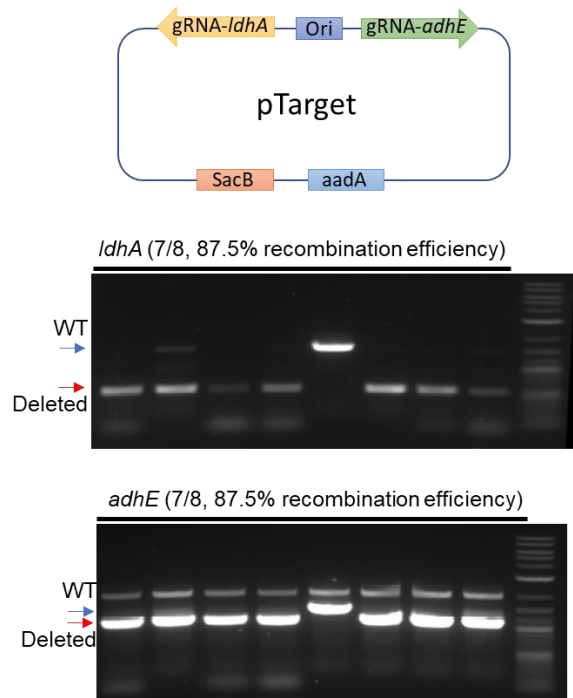 gRNA-ldhA Ori gRNA-adhE
pTarget
SacB aadA
ldhA (7/8, 87.5% recombination efficiency)
WT
Deleted
adhE (7/8, 87.5% recombination efficiency)
WT
Deleted